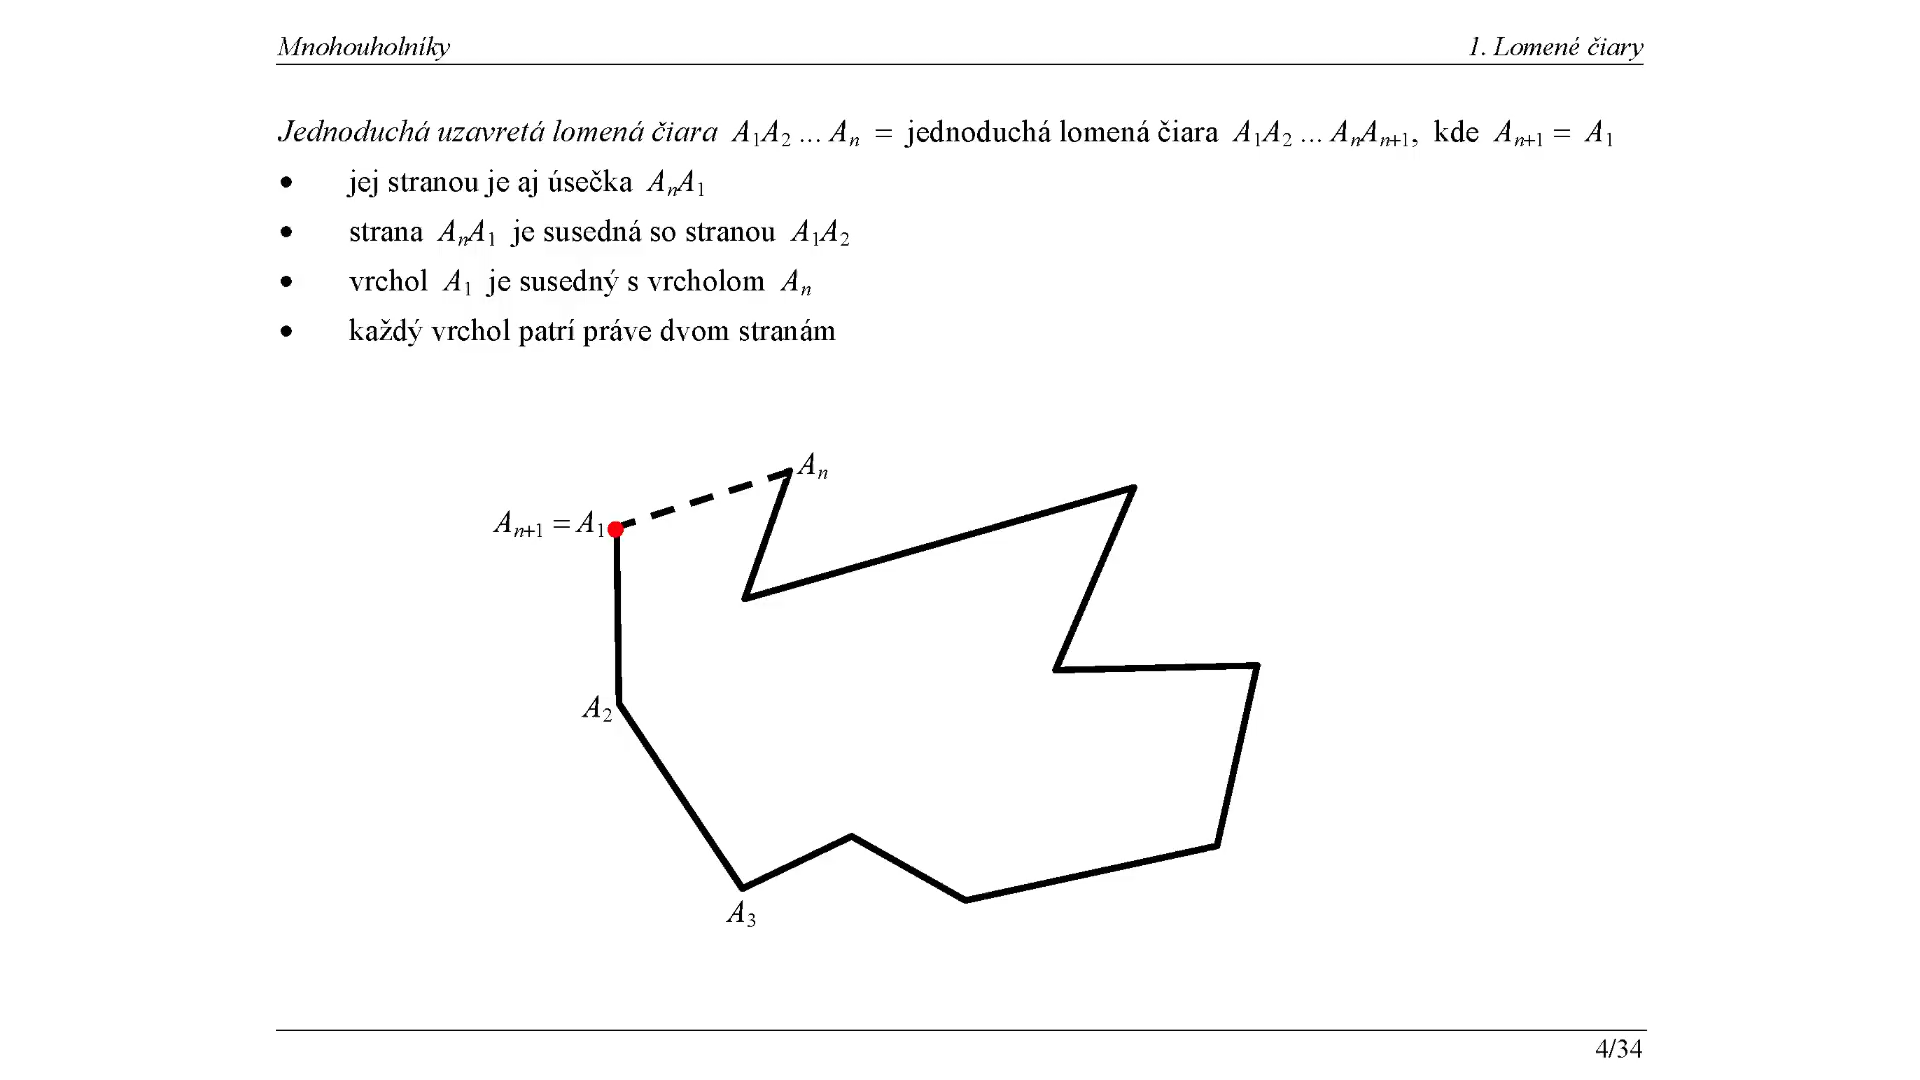 Mnohouholníky 1. Lomené čiary
Jednoduchá uzavretá lomená čiara A₁A₂ ... Aₙ = jednoduchá lomená čiara A₁A₂ ... AₙAₙ₊₁, kde Aₙ₊₁ = A₁
• jej stranou je aj úsečka AₙA₁
• strana AₙA₁ je susedná so stranou A₁A₂
• vrchol A₁ je susedný s vrcholom Aₙ
• každý vrchol patrí práve dvom stranám
Aₙ
Aₙ₊₁ = A₁
A₂
A₃
4/34